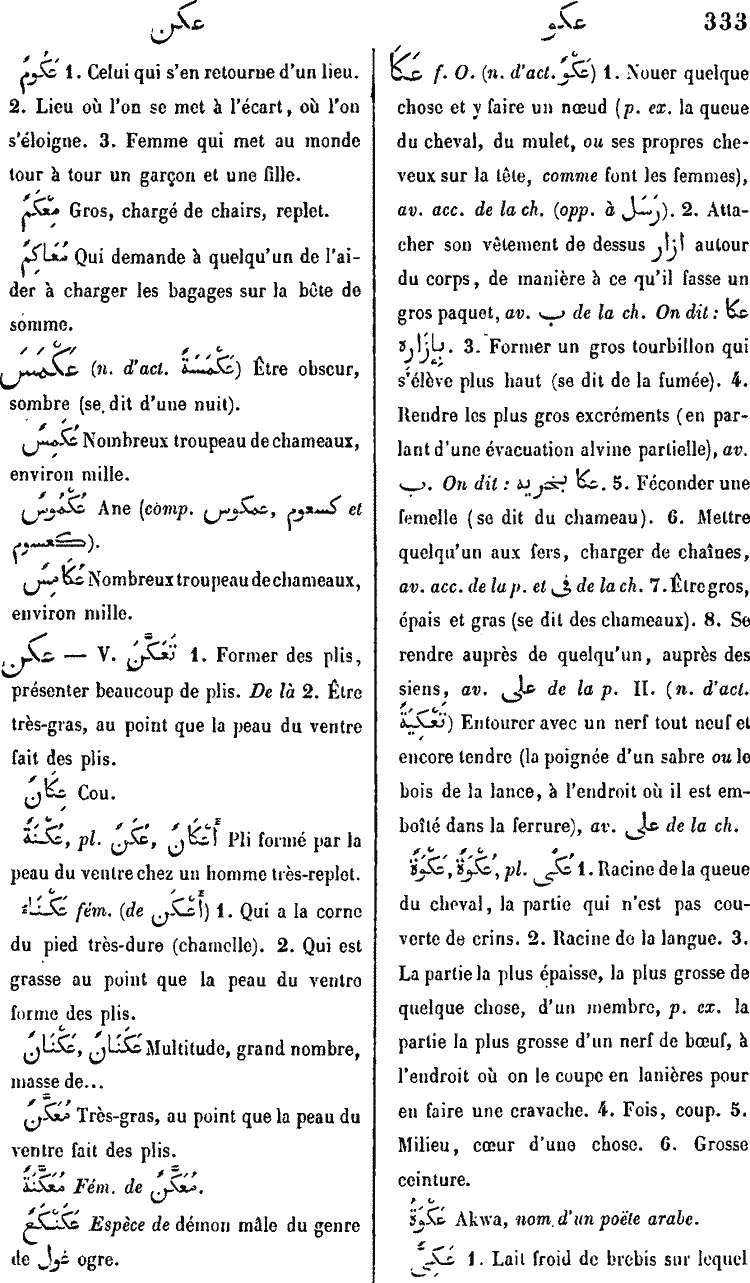 عكن
عكو
333
عَكُومٌ 1. Celui qui s'en retourne d'un lieu.
2. Lieu où l'on se met à l'écart, où l'on
s'éloigne. 3. Femme qui met au monde
tour à tour un garçon et une fille.
مِعْكَمٌ Gros, chargé de chairs, replet.
مُعَاكِمٌ Qui demande à quelqu'un de l'ai-
der à charger les bagages sur la bête de
somme.
عَكْمَسَ (n. d'act. عَكْمَسَةٌ) Être obscur,
sombre (se dit d'une nuit).
عُكَمِسٌ Nombreux troupeau de chameaux,
environ mille.
عُكْمُوسٌ Ane (comp. عمكوس, كسعوم et
كعسوم).
عُكَامِسٌ Nombreux troupeau de chameaux,
environ mille.
عكن — V. تَعَكَّنَ 1. Former des plis,
présenter beaucoup de plis. De là 2. Être
très-gras, au point que la peau du ventre
fait des plis.
عِكَانٌ Cou.
عُكْنَةٌ, pl. عُكَنٌ, أَعْكَانٌ Pli formé par la
peau du ventre chez un homme très-replet.
عَكْنَاءُ fém. (de أَعْكَن) 1. Qui a la corne
du pied très-dure (chamelle). 2. Qui est
grasse au point que la peau du ventre
forme des plis.
عَكَنَانٌ, عَكْنَانٌ Multitude, grand nombre,
masse de...
مُعَكَّنٌ Très-gras, au point que la peau du
ventre fait des plis.
مُعَكَّنَةٌ Fém. de مُعَكَّنٌ.
عَكَنْكَعٌ Espèce de démon mâle du genre
de غول ogre.
عَكَا f. O. (n. d'act. عَكْوٌ) 1. Nouer quelque
chose et y faire un nœud (p. ex. la queue
du cheval, du mulet, ou ses propres che-
veux sur la tête, comme font les femmes),
av. acc. de la ch. (opp. à رَسَلَ). 2. Atta-
cher son vêtement de dessus ازار autour
du corps, de manière à ce qu'il fasse un
gros paquet, av. ب de la ch. On dit : عكا
بإزاره. 3. Former un gros tourbillon qui
s'élève plus haut (se dit de la fumée). 4.
Rendre les plus gros excréments (en par-
lant d'une évacuation alvine partielle), av.
ب. On dit : عكا بخريه. 5. Féconder une
femelle (se dit du chameau). 6. Mettre
quelqu'un aux fers, charger de chaînes,
av. acc. de la p. et فى de la ch. 7. Être gros,
épais et gras (se dit des chameaux). 8. Se
rendre auprès de quelqu'un, auprès des
siens, av. على de la p. II. (n. d'act.
تَعْكِيَةٌ) Entourer avec un nerf tout neuf et
encore tendre (la poignée d'un sabre ou le
bois de la lance, à l'endroit où il est em-
boîté dans la ferrure), av. على de la ch.
عَكْوَةٌ, عُكْوَةٌ, pl. عُكًى 1. Racine de la queue
du cheval, la partie qui n'est pas cou-
verte de crins. 2. Racine de la langue. 3.
La partie la plus épaisse, la plus grosse de
quelque chose, d'un membre, p. ex. la
partie la plus grosse d'un nerf de bœuf, à
l'endroit où on le coupe en lanières pour
en faire une cravache. 4. Fois, coup. 5.
Milieu, cœur d'une chose. 6. Grosse
ceinture.
عَكْوَةُ Akwa, nom d'un poëte arabe.
عَكِىٌّ 1. Lait froid de brebis sur lequel